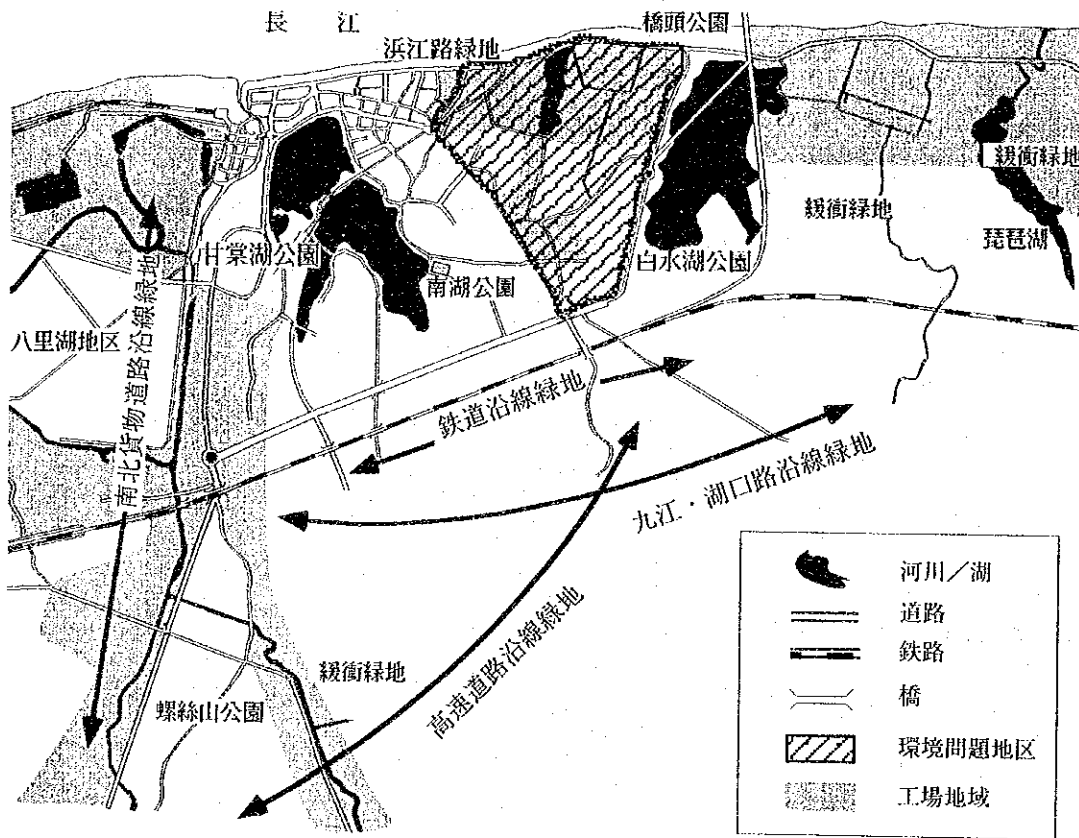 長江
橋頭公園
浜江路緑地
緩衝緑地
緩衝緑地
琵琶湖
甘棠湖公園
南湖公園
白水湖公園
八里湖地区
南北貨物道路沿線緑地
鉄道沿線緑地
九江・湖口路沿線緑地
高速道路沿線緑地
緩衝緑地
螺絲山公園
河川／湖
道路
鉄路
橋
環境問題地区
工場地域